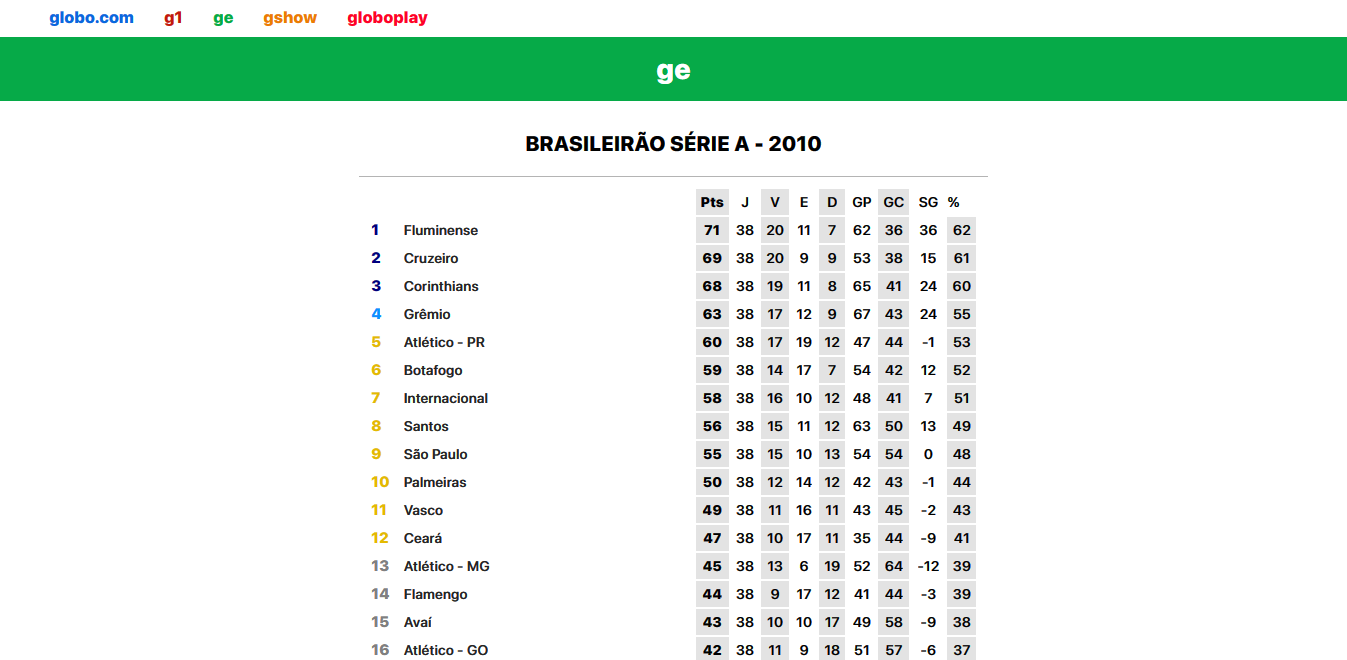 globo.com g1 ge gshow globoplay
ge
BRASILEIRÃO SÉRIE A - 2010
Pts J V E D GP GC SG %
1 Fluminense 71 38 20 11 7 62 36 36 62
2 Cruzeiro 69 38 20 9 9 53 38 15 61
3 Corinthians 68 38 19 11 8 65 41 24 60
4 Grêmio 63 38 17 12 9 67 43 24 55
5 Atlético - PR 60 38 17 19 12 47 44 -1 53
6 Botafogo 59 38 14 17 7 54 42 12 52
7 Internacional 58 38 16 10 12 48 41 7 51
8 Santos 56 38 15 11 12 63 50 13 49
9 São Paulo 55 38 15 10 13 54 54 0 48
10 Palmeiras 50 38 12 14 12 42 43 -1 44
11 Vasco 49 38 11 16 11 43 45 -2 43
12 Ceará 47 38 10 17 11 35 44 -9 41
13 Atlético - MG 45 38 13 6 19 52 64 -12 39
14 Flamengo 44 38 9 17 12 41 44 -3 39
15 Avaí 43 38 10 10 17 49 58 -9 38
16 Atlético - GO 42 38 11 9 18 51 57 -6 37